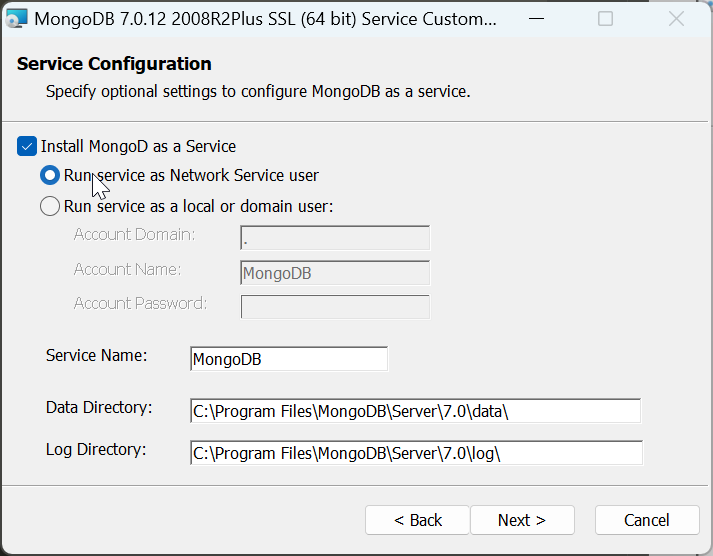 MongoDB 7.0.12 2008R2Plus SSL (64 bit) Service Custom...
Service Configuration
Specify optional settings to configure MongoDB as a service.
Install MongoD as a Service
Run service as Network Service user
Run service as a local or domain user:
Account Domain: .
Account Name: MongoDB
Account Password:
Service Name: MongoDB
Data Directory: C:\Program Files\MongoDB\Server\7.0\data\
Log Directory: C:\Program Files\MongoDB\Server\7.0\log\
< Back Next > Cancel